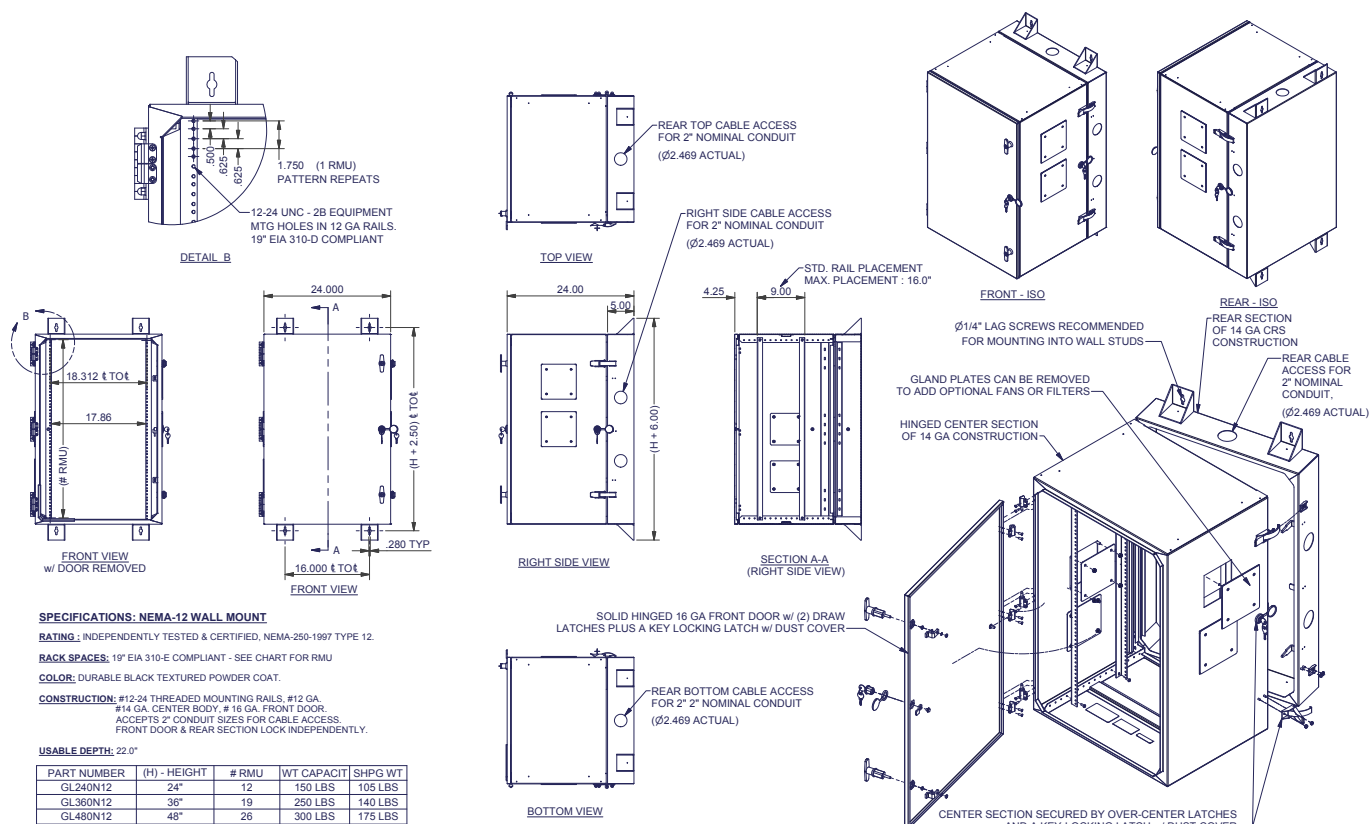 .500
.625
.625
1.750 (1 RMU)
PATTERN REPEATS
12-24 UNC - 2B EQUIPMENT
MTG HOLES IN 12 GA RAILS.
19" EIA 310-D COMPLIANT
DETAIL B
REAR TOP CABLE ACCESS
FOR 2" NOMINAL CONDUIT
(Ø2.469 ACTUAL)
TOP VIEW
RIGHT SIDE CABLE ACCESS
FOR 2" NOMINAL CONDUIT
(Ø2.469 ACTUAL)
FRONT - ISO
REAR - ISO
B
18.312 ℄ TO ℄
17.86
(# RMU)
FRONT VIEW
w/ DOOR REMOVED
24.000
A
(H + 2.50) ℄ TO ℄
A
.280 TYP
16.000 ℄ TO ℄
FRONT VIEW
24.00
5.00
(H + 6.00)
RIGHT SIDE VIEW
STD. RAIL PLACEMENT
MAX. PLACEMENT : 16.0"
4.25
9.00
SECTION A-A
(RIGHT SIDE VIEW)
Ø1/4" LAG SCREWS RECOMMENDED
FOR MOUNTING INTO WALL STUDS
REAR SECTION
OF 14 GA CRS
CONSTRUCTION
GLAND PLATES CAN BE REMOVED
TO ADD OPTIONAL FANS OR FILTERS
REAR CABLE
ACCESS FOR
2" NOMINAL
CONDUIT,
(Ø2.469 ACTUAL)
HINGED CENTER SECTION
OF 14 GA CONSTRUCTION
SOLID HINGED 16 GA FRONT DOOR w/ (2) DRAW
LATCHES PLUS A KEY LOCKING LATCH w/ DUST COVER
REAR BOTTOM CABLE ACCESS
FOR 2" 2" NOMINAL CONDUIT
(Ø2.469 ACTUAL)
BOTTOM VIEW
CENTER SECTION SECURED BY OVER-CENTER LATCHES
AND A KEY LOCKING LATCH w/ DUST COVER
SPECIFICATIONS: NEMA-12 WALL MOUNT
RATING : INDEPENDENTLY TESTED & CERTIFIED, NEMA-250-1997 TYPE 12.
RACK SPACES: 19" EIA 310-E COMPLIANT - SEE CHART FOR RMU
COLOR: DURABLE BLACK TEXTURED POWDER COAT.
CONSTRUCTION: #12-24 THREADED MOUNTING RAILS, #12 GA.
#14 GA. CENTER BODY, # 16 GA. FRONT DOOR.
ACCEPTS 2" CONDUIT SIZES FOR CABLE ACCESS.
FRONT DOOR & REAR SECTION LOCK INDEPENDENTLY.
USABLE DEPTH: 22.0"
PART NUMBER (H) - HEIGHT # RMU WT CAPACIT SHPG WT
GL240N12 24" 12 150 LBS 105 LBS
GL360N12 36" 19 250 LBS 140 LBS
GL480N12 48" 26 300 LBS 175 LBS